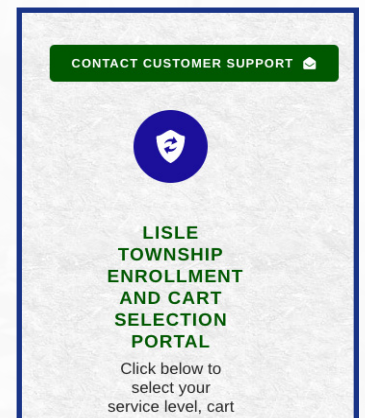 CONTACT CUSTOMER SUPPORT
LISLE
TOWNSHIP
ENROLLMENT
AND CART
SELECTION
PORTAL
Click below to
select your
service level, cart